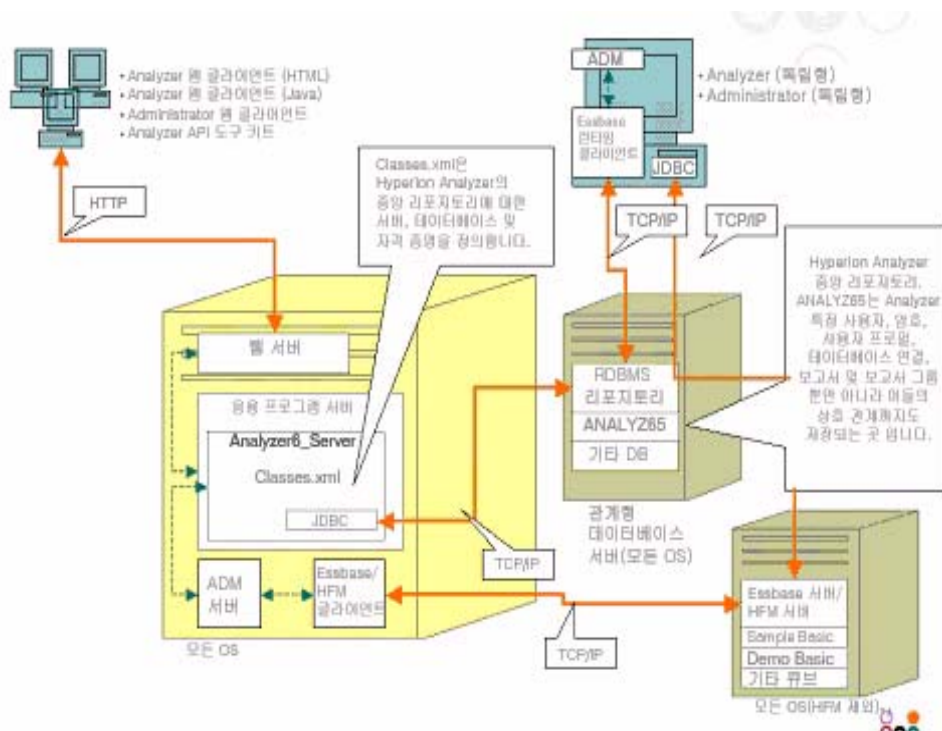 • Analyzer 웹 클라이언트 (HTML)
• Analyzer 웹 클라이언트 (Java)
• Administrator 웹 클라이언트
• Analyzer API 도구 키트
ADM
Essbase
런타임
클라이언트
JDBC
• Analyzer (독립형)
• Administrator (독립형)
HTTP
Classes.xml은
Hyperion Analyzer의
중앙 리포지토리에 대한
서버, 데이터베이스 및
자격 증명을 정의합니다.
TCP/IP
TCP/IP
Hyperion Analyzer
중앙 리포지토리.
ANALYZ65는 Analyzer
특정 사용자, 암호,
사용자 프로필,
데이터베이스 연결,
보고서 및 보고서 그룹
뿐만 아니라 이들의
상호 관계까지도
저장되는 곳 입니다.
웹 서버
응용 프로그램 서버
Analyzer6_Server
Classes.xml
JDBC
RDBMS
리포지토리
ANALYZ65
기타 DB
관계형
데이터베이스
서버(모든 OS)
TCP/IP
ADM
서버
Essbase/
HFM
클라이언트
모든 OS
TCP/IP
Essbase 서버/
HFM 서버
Sample Basic
Demo Basic
기타 큐브
모든 OS(HFM 제외)